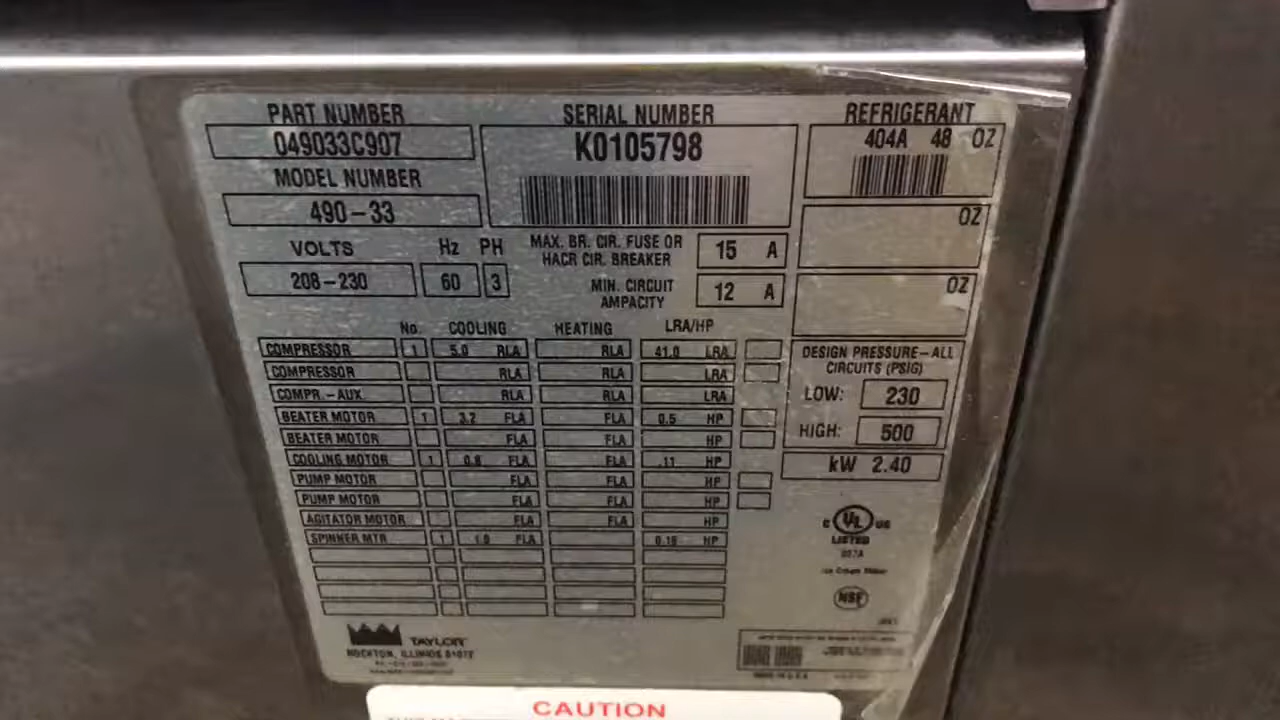 PART NUMBER
049033C907
MODEL NUMBER
490-33
VOLTS Hz PH
208-230 60 3
SERIAL NUMBER
K0105798
MAX. BR. CIR. FUSE OR
HACR CIR. BREAKER 15 A
MIN. CIRCUIT
AMPACITY 12 A
REFRIGERANT
404A 48 OZ
OZ
OZ
No. COOLING HEATING LRA/HP
COMPRESSOR 1 5.0 RLA RLA 41.0 LRA
COMPRESSOR RLA RLA LRA
COMPR.-AUX. RLA RLA LRA
BEATER MOTOR 1 3.2 FLA FLA 0.5 HP
BEATER MOTOR FLA FLA HP
COOLING MOTOR 1 0.8 FLA FLA .11 HP
PUMP MOTOR FLA FLA HP
PUMP MOTOR FLA FLA HP
AGITATOR MOTOR FLA FLA HP
SPINNER MTR 1 1.0 FLA HP
DESIGN PRESSURE-ALL
CIRCUITS (PSIG)
LOW: 230
HIGH: 500
kW 2.40
C UL US
LISTED
NSF
TAYLOR
ROCKTON, ILLINOIS 61072
CAUTION